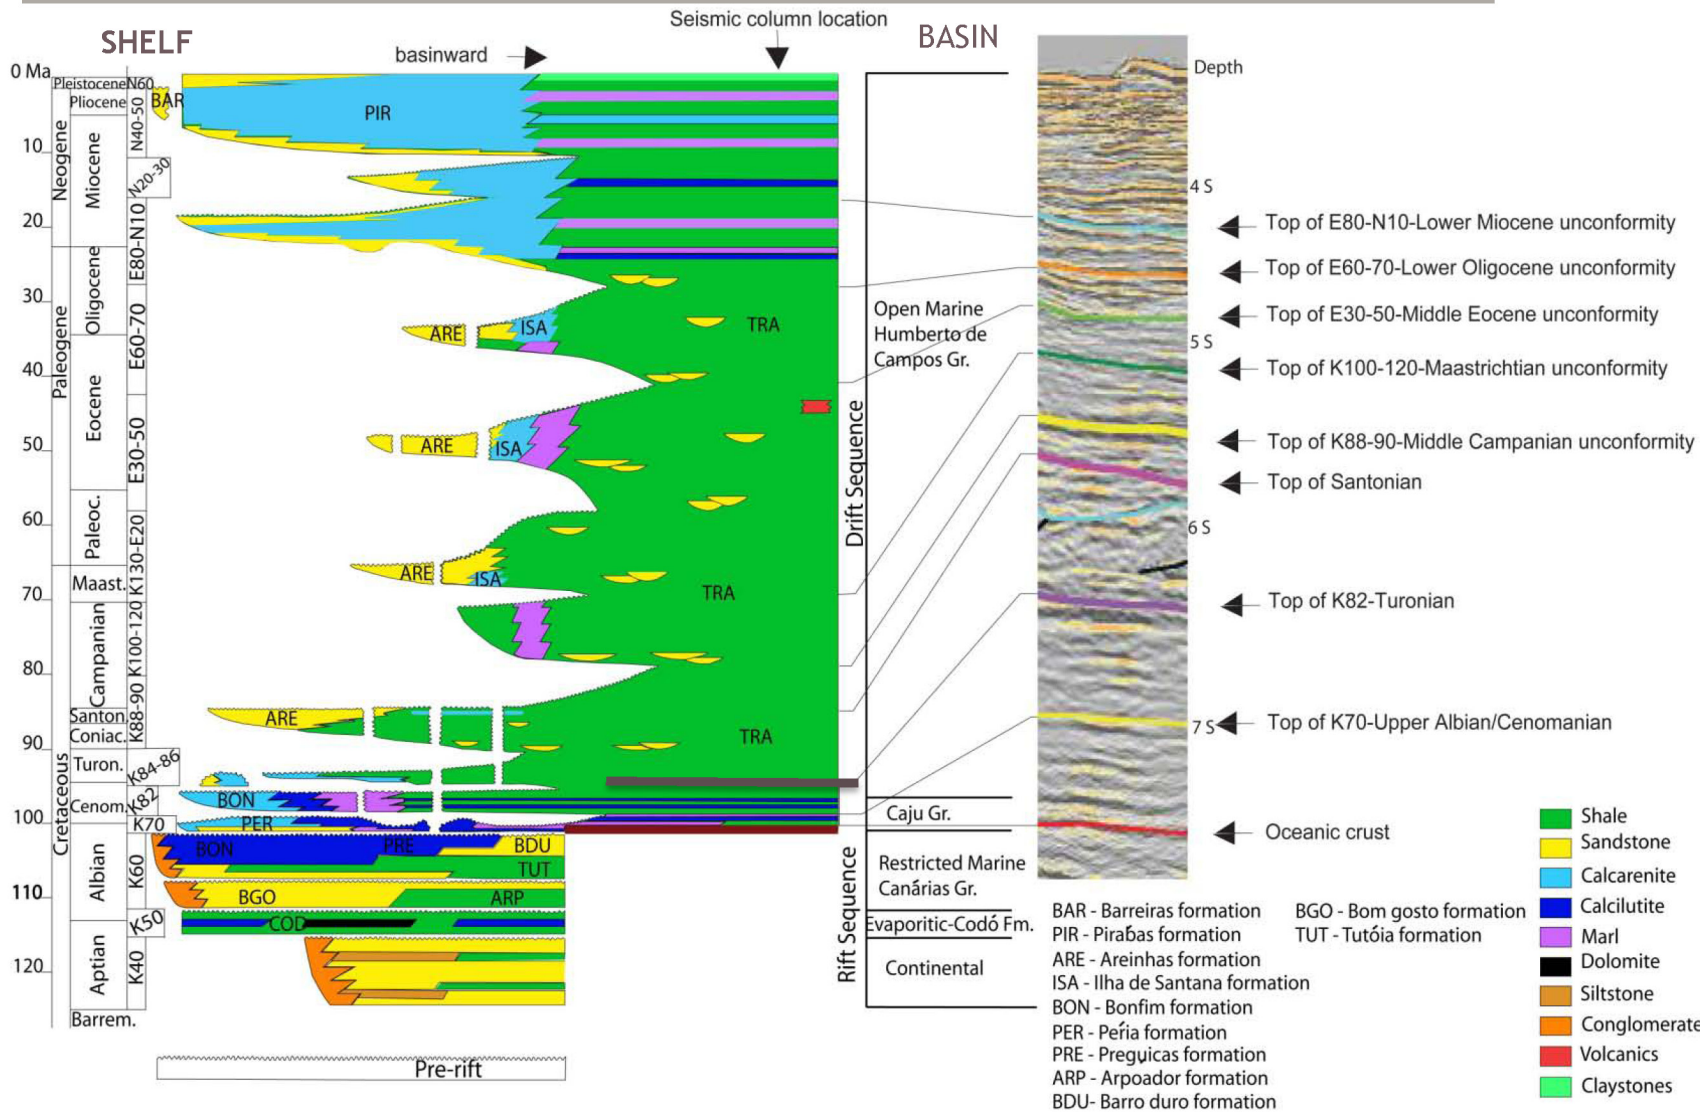 Seismic column location
SHELF
basinward
BASIN
0 Ma
10
20
30
40
50
60
70
80
90
100
110
120
Neogene
Paleogene
Cretaceous
Pleistocene
Pliocene
Miocene
Oligocene
Eocene
Paleoc.
Maast.
Campanian
Santon.
Coniac.
Turon.
Cenom.
Albian
Aptian
Barrem.
N60
N40-50
N20-30
E80-N10
E60-70
E30-50
K130-E20
K100-120
K88-90
K84-86
K82
K70
K60
K50
K40
BAR
PIR
ARE
ISA
TRA
ARE
ISA
ARE
ISA
TRA
ARE
TRA
BON
PER
BON
PRE
BDU
TUT
BGO
ARP
COD
Pre-rift
Open Marine
Humberto de
Campos Gr.
Drift Sequence
Caju Gr.
Rift Sequence
Restricted Marine
Canárias Gr.
Evaporitic-Codó Fm.
Continental
Depth
4 S
5 S
6 S
7 S
Top of E80-N10-Lower Miocene unconformity
Top of E60-70-Lower Oligocene unconformity
Top of E30-50-Middle Eocene unconformity
Top of K100-120-Maastrichtian unconformity
Top of K88-90-Middle Campanian unconformity
Top of Santonian
Top of K82-Turonian
Top of K70-Upper Albian/Cenomanian
Oceanic crust
BAR - Barreiras formation
PIR - Pirabas formation
ARE - Areinhas formation
ISA - Ilha de Santana formation
BON - Bonfim formation
PER - Peŕia formation
PRE - Preguicas formation
ARP - Arpoador formation
BDU- Barro duro formation
BGO - Bom gosto formation
TUT - Tutóia formation
Shale
Sandstone
Calcarenite
Calcilutite
Marl
Dolomite
Siltstone
Conglomerate
Volcanics
Claystones